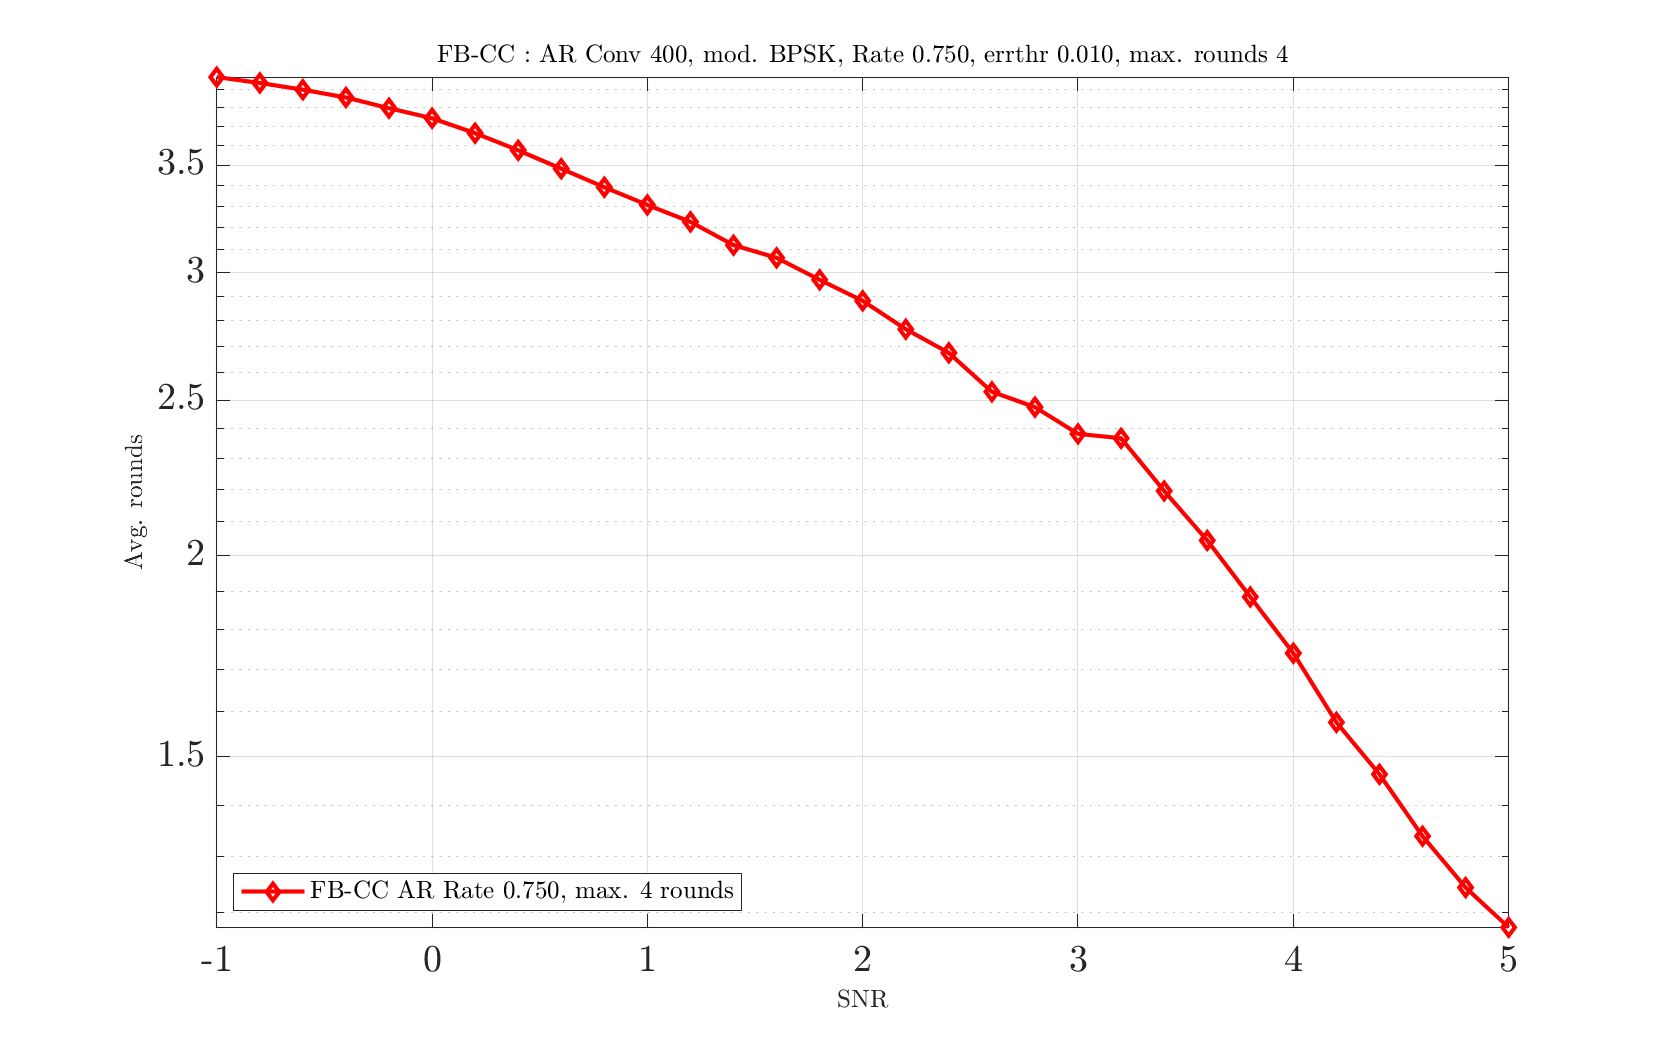 FB-CC : AR Conv 400, mod. BPSK, Rate 0.750, errthr 0.010, max. rounds 4
3.5
3
2.5
2
1.5
Avg. rounds
FB-CC AR Rate 0.750, max. 4 rounds
-1 0 1 2 3 4 5
SNR